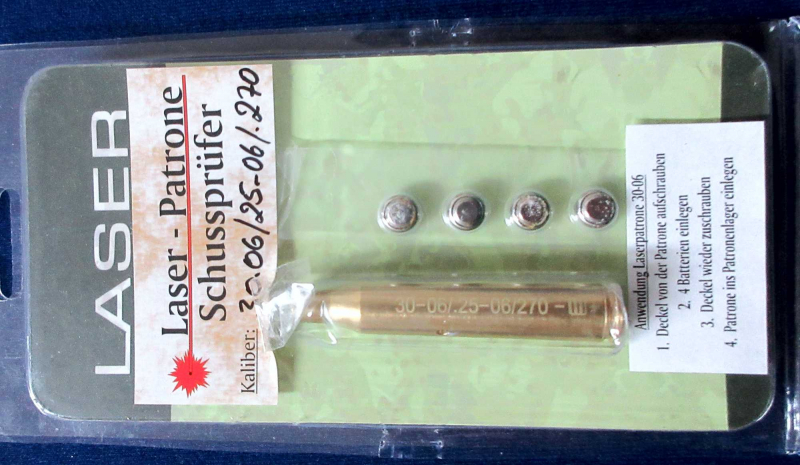 LASER
Laser - Patrone
Schussprüfer
Kaliber: 30.06/25-06/.270
30-06/.25-06/270 -
Anwendung Laserpatrone 30-06
1. Deckel von der Patrone aufschrauben
2. 4 Batterien einlegen
3. Deckel wieder zuschrauben
4. Patrone ins Patronenlager einlegen